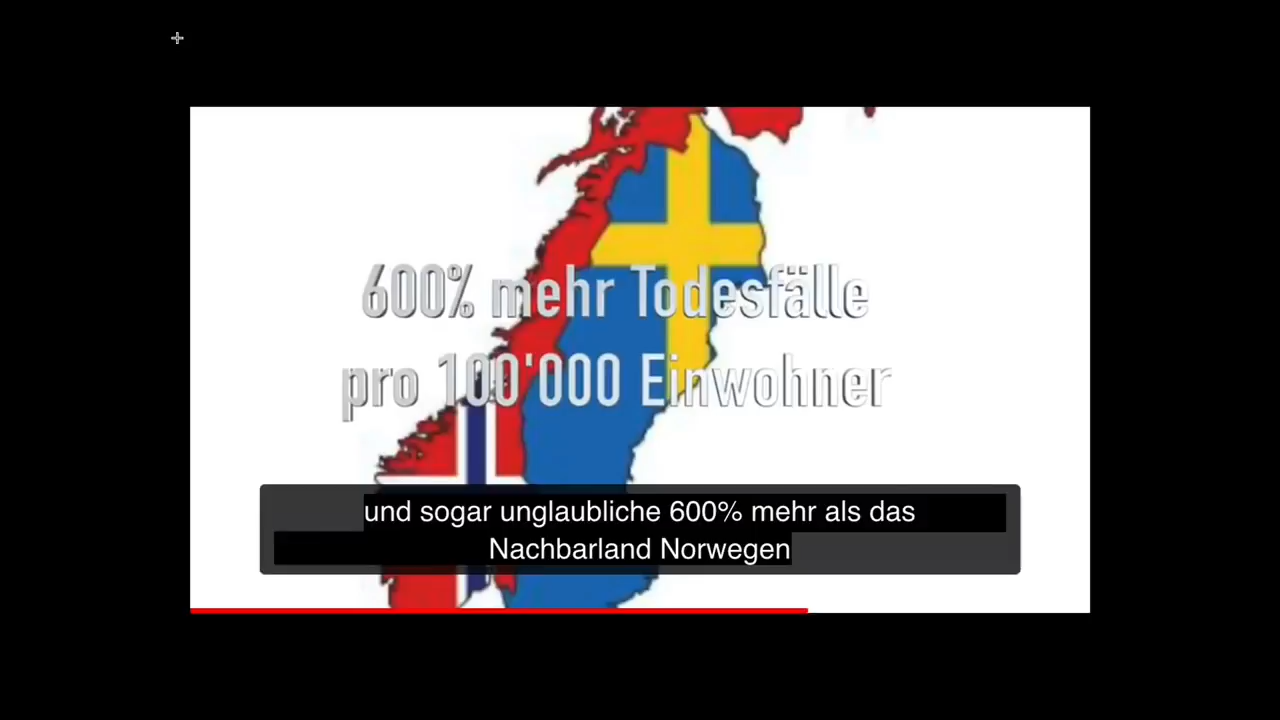 600% mehr Todesfälle
pro 100'000 Einwohner
und sogar unglaubliche 600% mehr als das
Nachbarland Norwegen